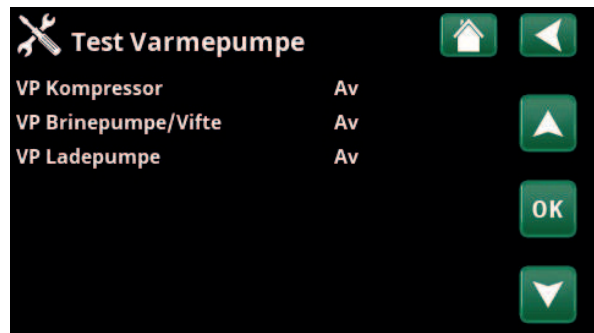 Test Varmepumpe
VP Kompressor Av
VP Brinepumpe/Vifte Av
VP Ladepumpe Av
OK